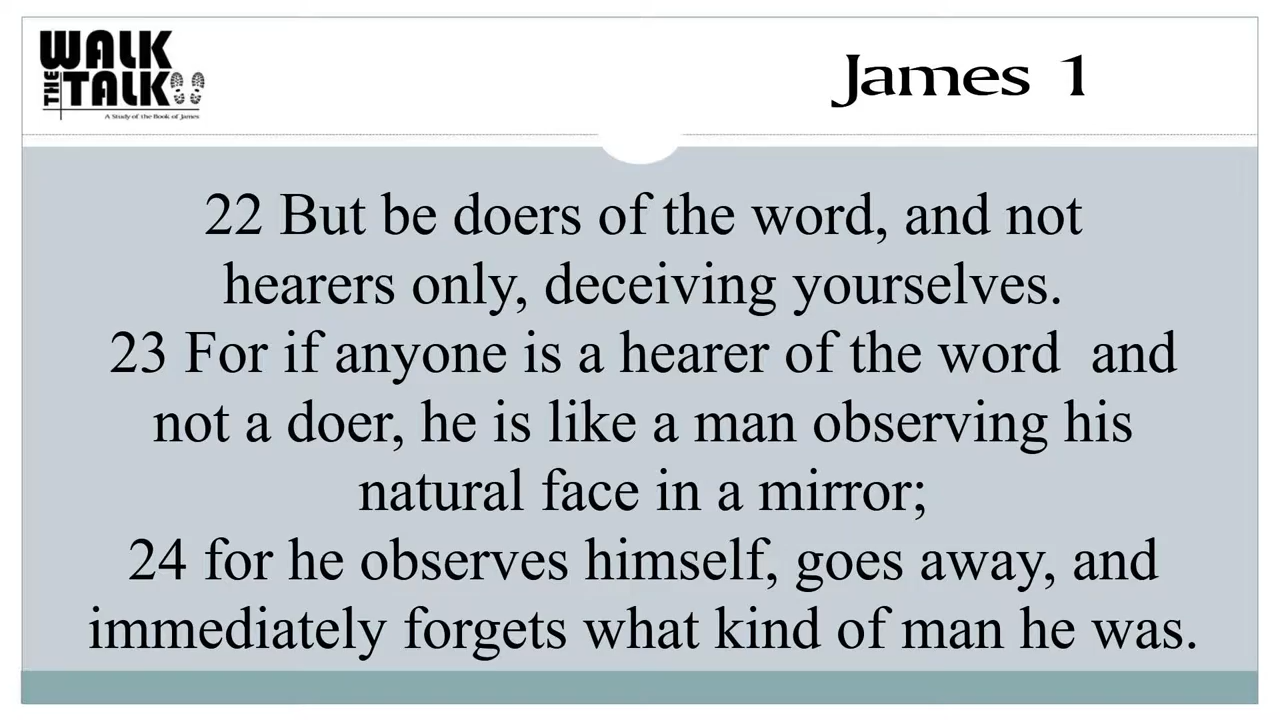 WALK
THE TALK
A Study of the Book of James
James 1
22 But be doers of the word, and not
hearers only, deceiving yourselves.
23 For if anyone is a hearer of the word  and
not a doer, he is like a man observing his
natural face in a mirror;
24 for he observes himself, goes away, and
immediately forgets what kind of man he was.